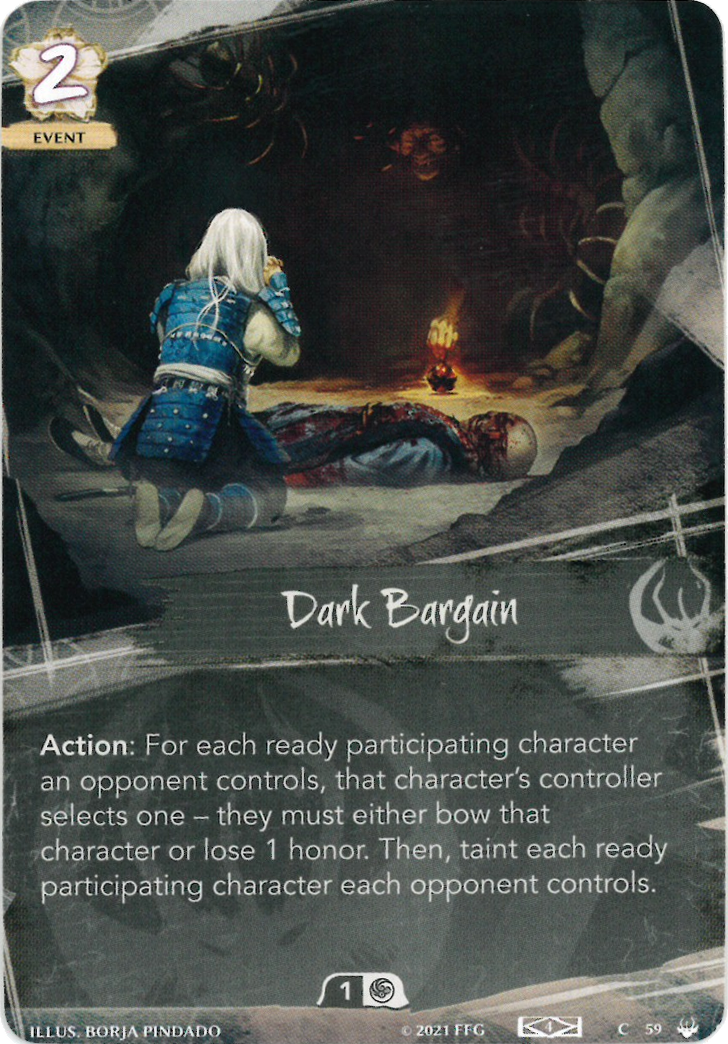 2
EVENT
Dark Bargain
Action: For each ready participating character
an opponent controls, that character's controller
selects one – they must either bow that
character or lose 1 honor. Then, taint each ready
participating character each opponent controls.
1
ILLUS. BORJA PINDADO
© 2021 FFG
4
C 59